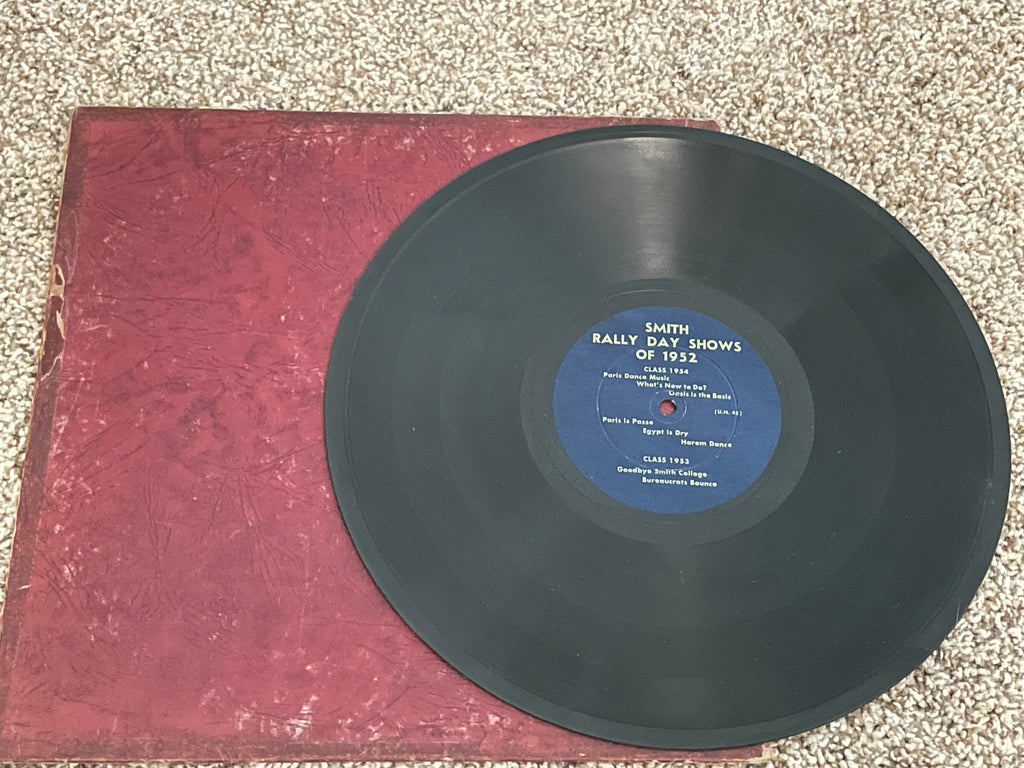 SMITH
RALLY DAY SHOWS
OF 1952
CLASS 1954
Paris Dance Music
What's New to Do?
Oasis is the Basis
(U.N. 45)
Paris is Passe
Egypt is Dry
Harem Dance
CLASS 1953
Goodbye Smith College
Bureaucrats Bounce